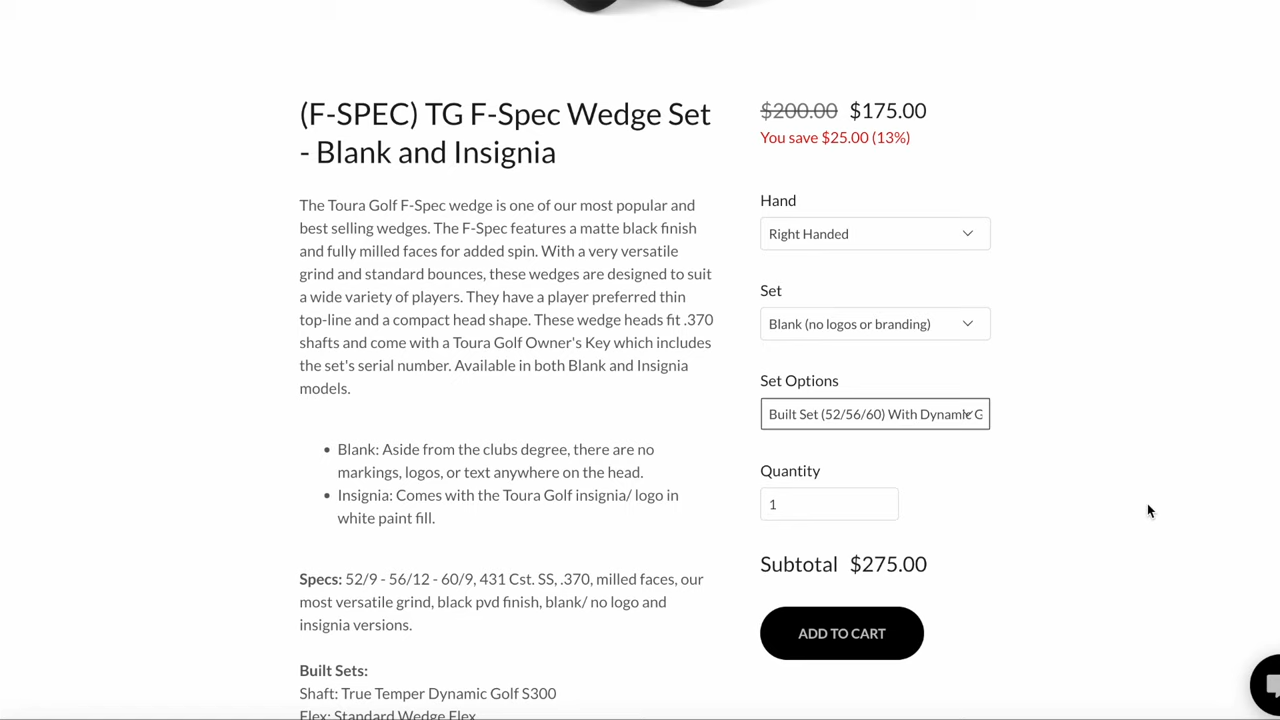 (F-SPEC) TG F-Spec Wedge Set
- Blank and Insignia
The Toura Golf F-Spec wedge is one of our most popular and
best selling wedges. The F-Spec features a matte black finish
and fully milled faces for added spin. With a very versatile
grind and standard bounces, these wedges are designed to suit
a wide variety of players. They have a player preferred thin
top-line and a compact head shape. These wedge heads fit .370
shafts and come with a Toura Golf Owner's Key which includes
the set's serial number. Available in both Blank and Insignia
models.
• Blank: Aside from the clubs degree, there are no
markings, logos, or text anywhere on the head.
• Insignia: Comes with the Toura Golf insignia/ logo in
white paint fill.
Specs: 52/9 - 56/12 - 60/9, 431 Cst. SS, .370, milled faces, our
most versatile grind, black pvd finish, blank/ no logo and
insignia versions.
Built Sets:
Shaft: True Temper Dynamic Golf S300
Flex: Standard Wedge Flex
$200.00 $175.00
You save $25.00 (13%)
Hand
Right Handed
Set
Blank (no logos or branding)
Set Options
Built Set (52/56/60) With Dynamic G
Quantity
1
Subtotal $275.00
ADD TO CART